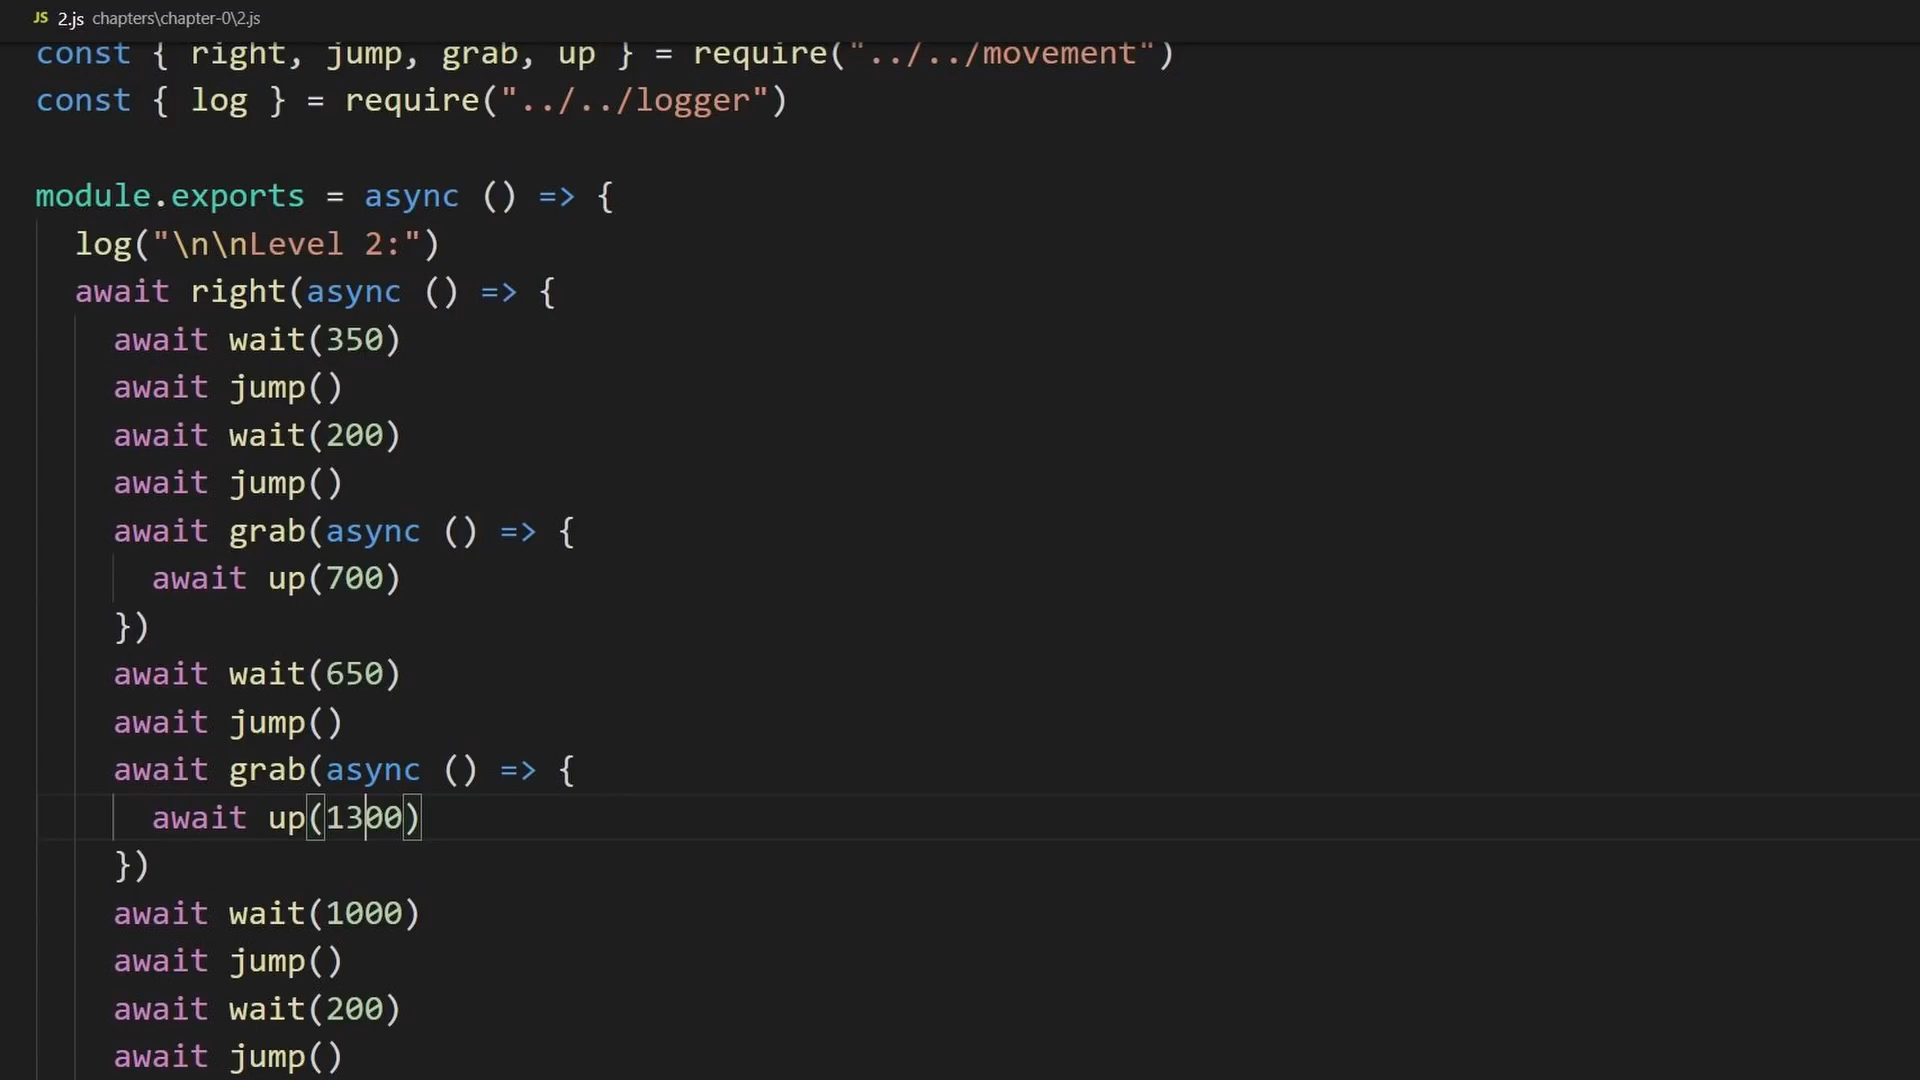 JS 2.js chapters\chapter-0\2.js
const { right, jump, grab, up } = require("../../movement")
const { log } = require("../../logger")
module.exports = async () => {
log("\n\nLevel 2:")
await right(async () => {
await wait(350)
await jump()
await wait(200)
await jump()
await grab(async () => {
await up(700)
})
await wait(650)
await jump()
await grab(async () => {
await up(1300)
})
await wait(1000)
await jump()
await wait(200)
await jump()